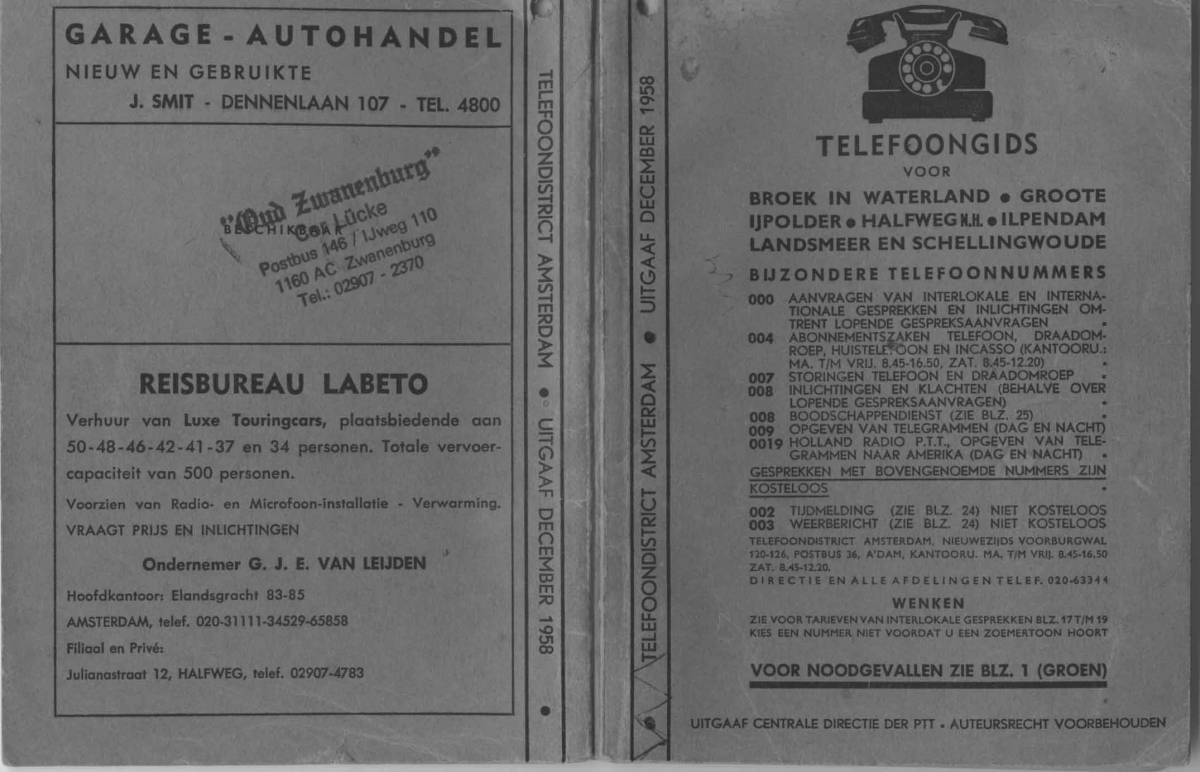 GARAGE - AUTOHANDEL
NIEUW EN GEBRUIKTE
J. SMIT - DENNENLAAN 107 - TEL. 4800
"Oud Zwanenburg"
BESCHIKBAAR
Cor Lücke
Postbus 146 / IJweg 110
1160 AC Zwanenburg
Tel.: 02907 - 2370
REISBUREAU LABETO
Verhuur van Luxe Touringcars, plaatsbiedende aan
50-48-46-42-41-37 en 34 personen. Totale vervoer-
capaciteit van 500 personen.
Voorzien van Radio- en Microfoon-installatie - Verwarming.
VRAAGT PRIJS EN INLICHTINGEN
Ondernemer G. J. E. VAN LEIJDEN
Hoofdkantoor: Elandsgracht 83-85
AMSTERDAM, telef. 020-31111-34529-65858
Filiaal en Privé:
Julianastraat 12, HALFWEG, telef. 02907-4783
TELEFOONDISTRICT AMSTERDAM ● UITGAAF DECEMBER 1958 ●
● TELEFOONDISTRICT AMSTERDAM ● UITGAAF DECEMBER 1958
TELEFOONGIDS
VOOR
BROEK IN WATERLAND ● GROOTE
IJPOLDER ● HALFWEG N.H. ● ILPENDAM
LANDSMEER EN SCHELLINGWOUDE
BIJZONDERE TELEFOONNUMMERS
000 AANVRAGEN VAN INTERLOKALE EN INTERNA-
TIONALE GESPREKKEN EN INLICHTINGEN OM-
TRENT LOPENDE GESPREKSAANVRAGEN
004 ABONNEMENTSZAKEN TELEFOON, DRAADOM-
ROEP, HUISTELEFOON EN INCASSO (KANTOORU.:
MA. T/M VRIJ. 8.45-16.50, ZAT. 8.45-12.20)
007 STORINGEN TELEFOON EN DRAADOMROEP
008 INLICHTINGEN EN KLACHTEN (BEHALVE OVER
LOPENDE GESPREKSAANVRAGEN)
008 BOODSCHAPPENDIENST (ZIE BLZ. 25)
009 OPGEVEN VAN TELEGRAMMEN (DAG EN NACHT)
0019 HOLLAND RADIO P.T.T., OPGEVEN VAN TELE-
GRAMMEN NAAR AMERIKA (DAG EN NACHT)
GESPREKKEN MET BOVENGENOEMDE NUMMERS ZIJN
KOSTELOOS
002 TIJDMELDING (ZIE BLZ. 24) NIET KOSTELOOS
003 WEERBERICHT (ZIE BLZ. 24) NIET KOSTELOOS
TELEFOONDISTRICT AMSTERDAM, NIEUWEZIJDS VOORBURGWAL
120-126, POSTBUS 36, A'DAM, KANTOORU. MA. T/M VRIJ. 8.45-16.50
ZAT. 8.45-12.20.
DIRECTIE EN ALLE AFDELINGEN TELEF. 020-63344
WENKEN
ZIE VOOR TARIEVEN VAN INTERLOKALE GESPREKKEN BLZ. 17 T/M 19
KIES EEN NUMMER NIET VOORDAT U EEN ZOEMERTOON HOORT
VOOR NOODGEVALLEN ZIE BLZ. 1 (GROEN)
UITGAAF CENTRALE DIRECTIE DER PTT • AUTEURSRECHT VOORBEHOUDEN